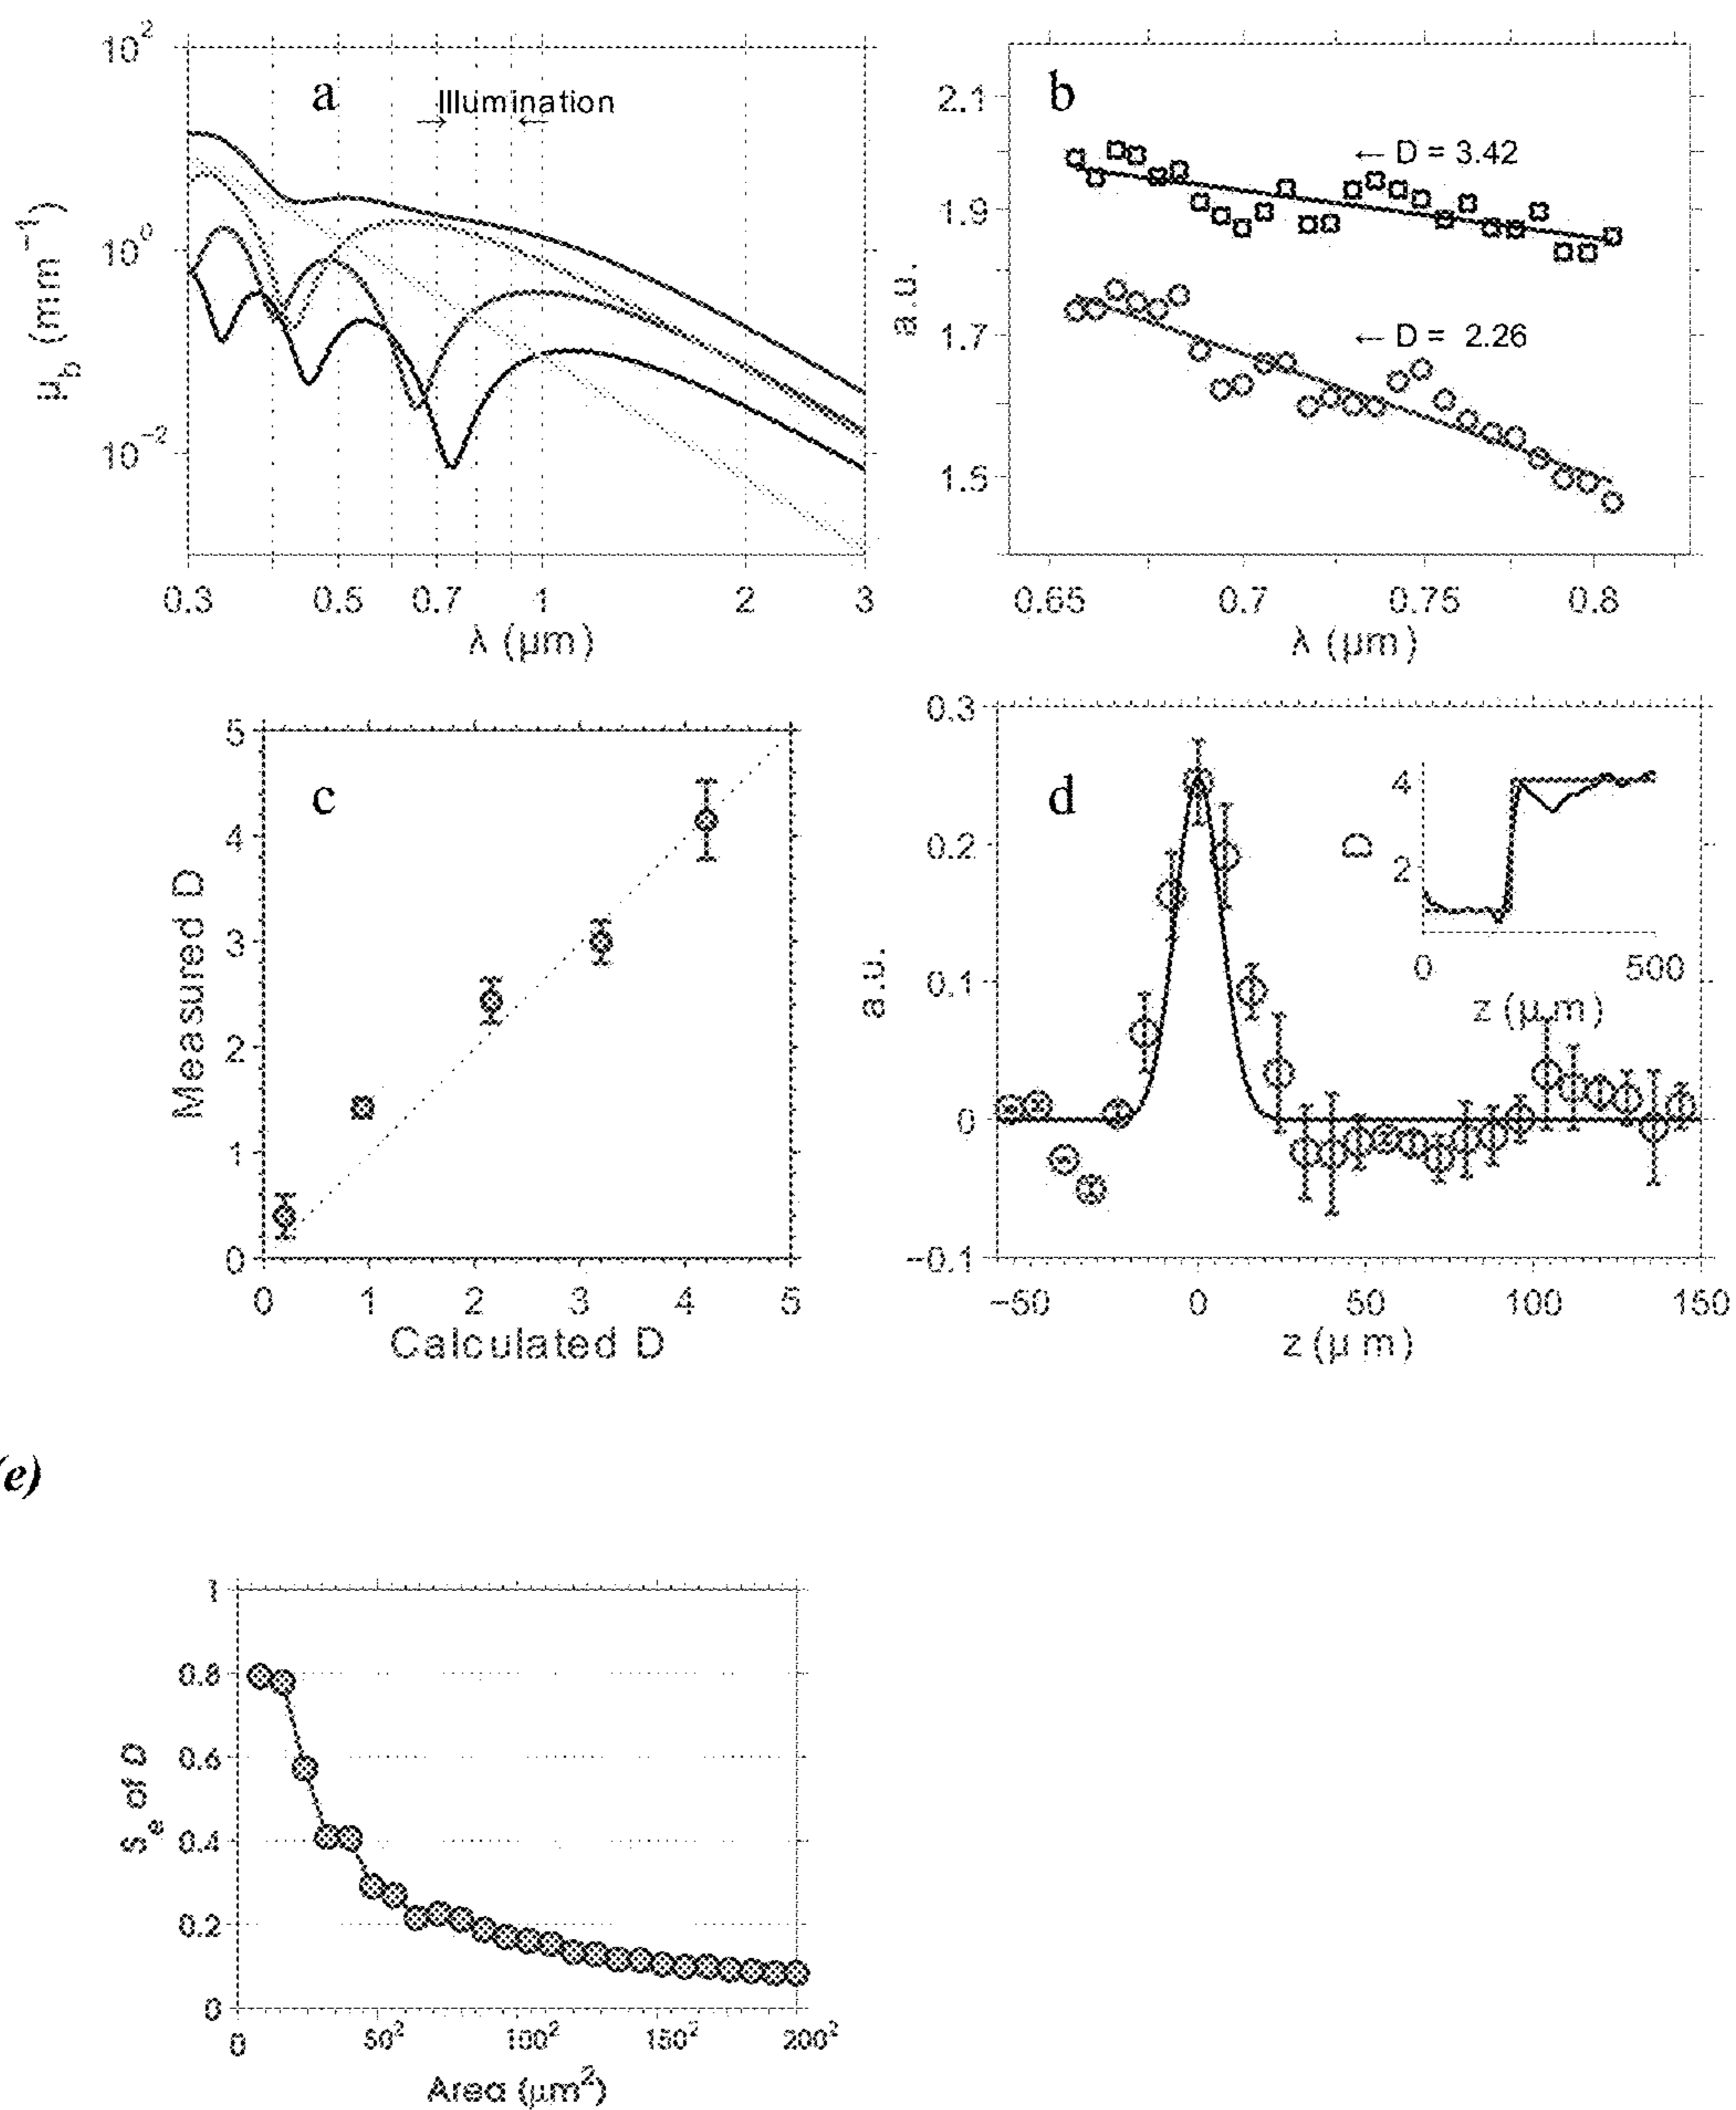 a
Illumination
→ ←
10²
10⁰
10⁻²
μb (mm⁻¹)
0.3 0.5 0.7 1 2 3
λ (μm)
b
2.1
1.9
1.7
1.5
a.u.
← D = 3.42
← D = 2.26
0.65 0.7 0.75 0.8
λ (μm)
c
5
4
3
2
1
0
Measured D
0 1 2 3 4 5
Calculated D
d
0.3
0.2
0.1
0
−0.1
a.u.
4
2
D
0 500
z (μ m)
−50 0 50 100 150
z (μ m)
(e)
1
0.8
0.6
0.4
0.2
0
Se of D
0 50² 100² 150² 200²
Area (μm²)